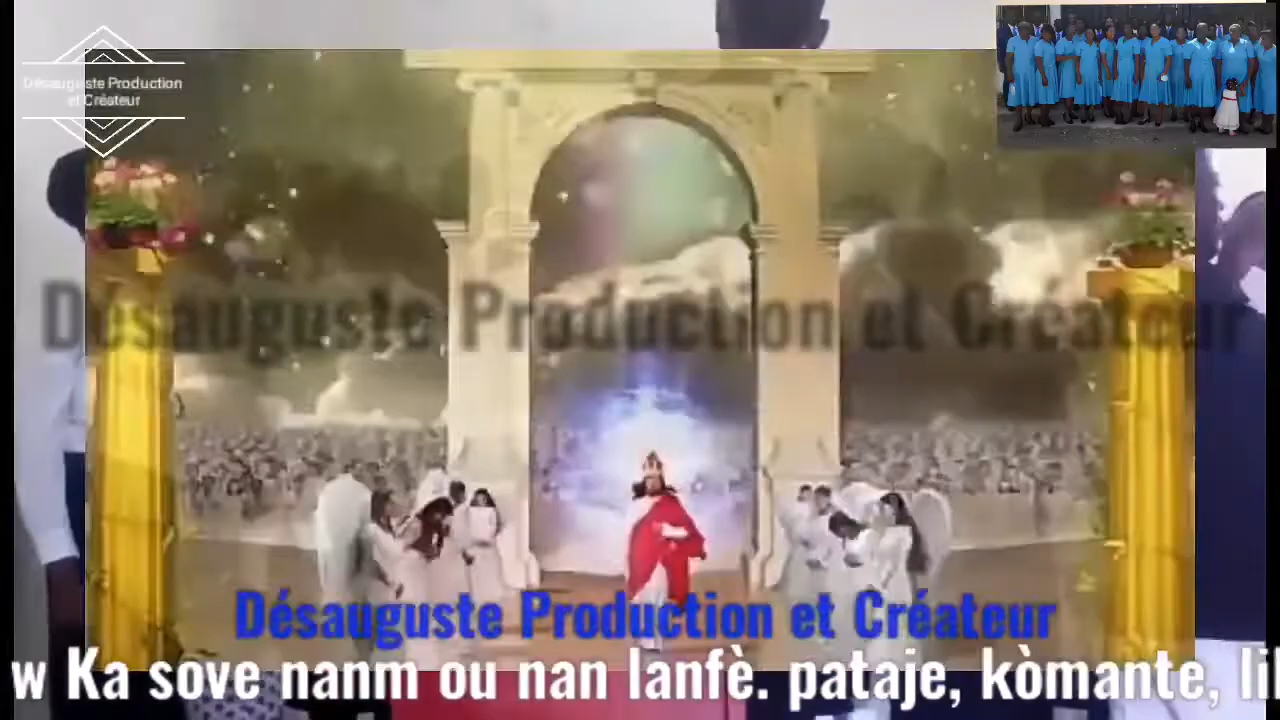 Désauguste Production
et Créateur
Désauguste Production et Créateur
Désauguste Production et Créateur
w Ka sove nanm ou nan lanfè. pataje, kòmante, lil